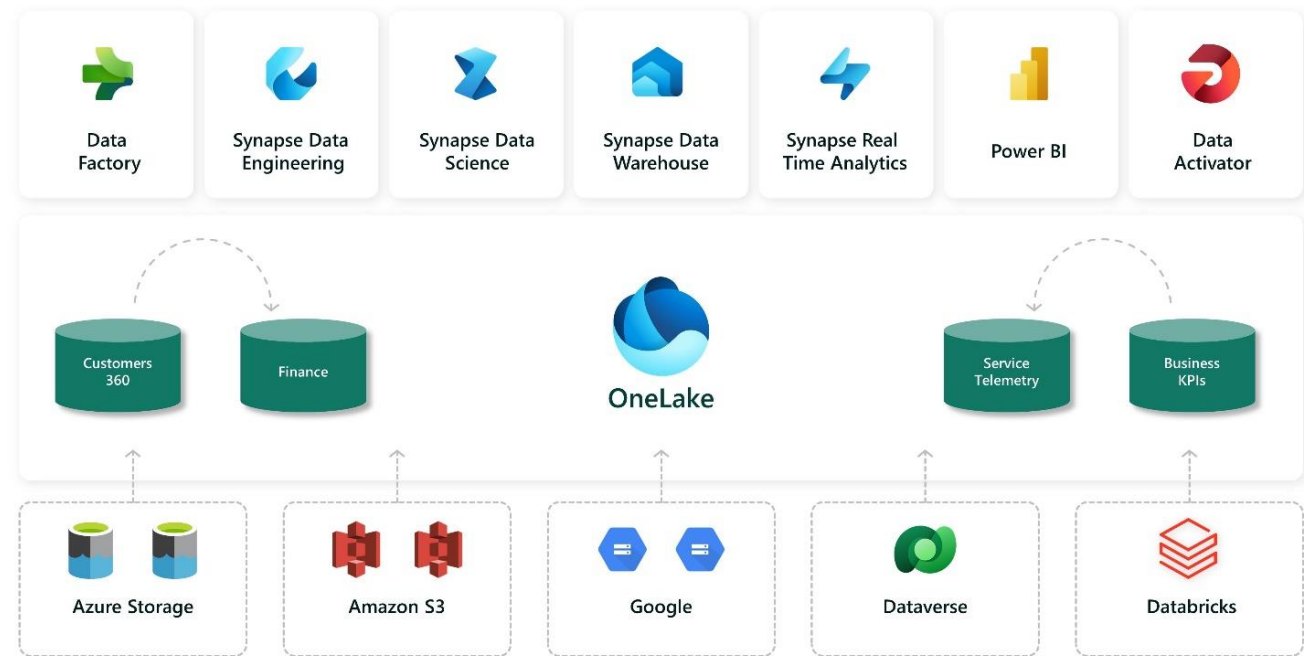 Data
Factory
Synapse Data
Engineering
Synapse Data
Science
Synapse Data
Warehouse
Synapse Real
Time Analytics
Power BI
Data
Activator
Customers
360
Finance
OneLake
Service
Telemetry
Business
KPIs
Azure Storage
Amazon S3
Google
Dataverse
Databricks